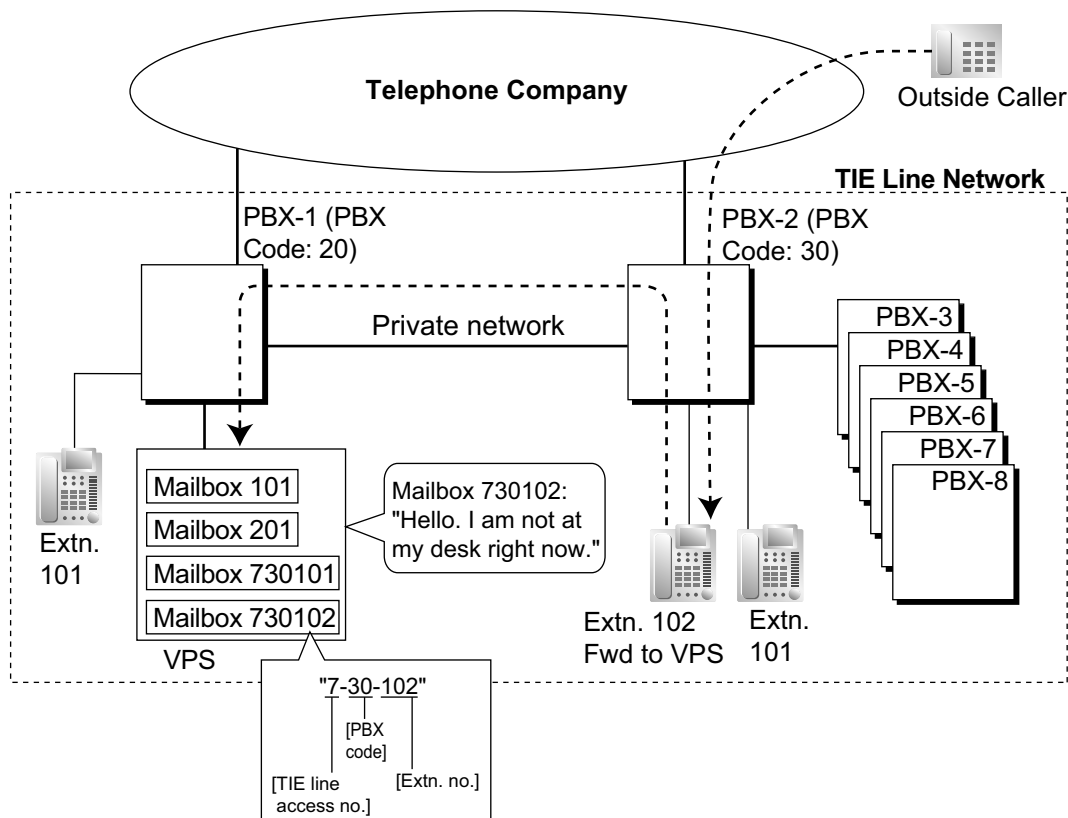 Telephone Company
Outside Caller
TIE Line Network
PBX-1 (PBX
Code: 20)
PBX-2 (PBX
Code: 30)
Private network
PBX-3
PBX-4
PBX-5
PBX-6
PBX-7
PBX-8
Extn.
101
Mailbox 101
Mailbox 201
Mailbox 730101
Mailbox 730102
VPS
Mailbox 730102:
"Hello. I am not at
my desk right now."
Extn. 102
Fwd to VPS
Extn.
101
"7-30-102"
[PBX
code]
[TIE line
access no.]
[Extn. no.]